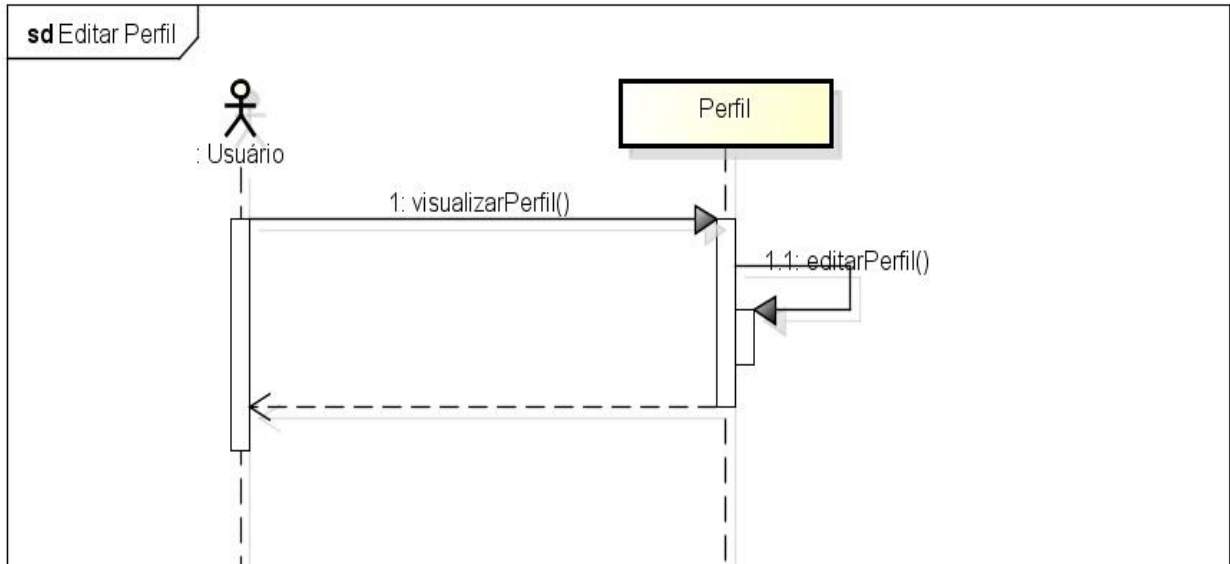 sd Editar Perfil
: Usuário
Perfil
1: visualizarPerfil()
1.1: editarPerfil()